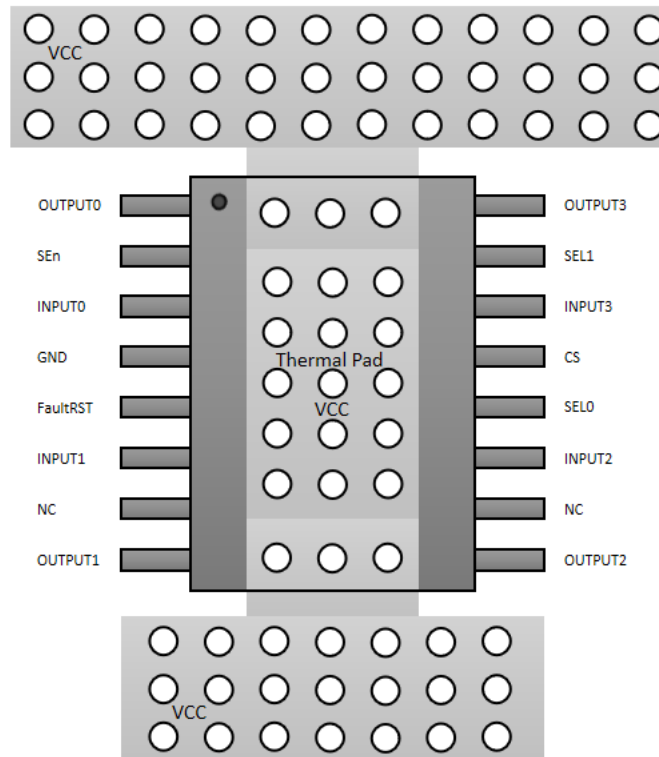 VCC
OUTPUT0
OUTPUT3
SEn
SEL1
INPUT0
INPUT3
GND
Thermal Pad
CS
FaultRST
VCC
SEL0
INPUT1
INPUT2
NC
NC
OUTPUT1
OUTPUT2
VCC